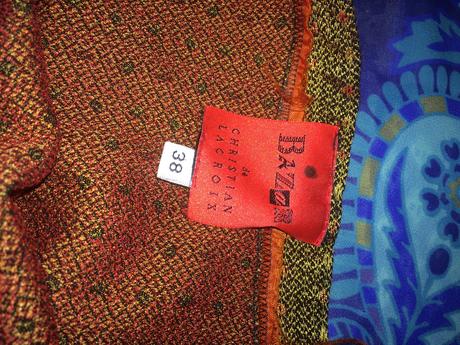 BAZAR
de
CHRISTIAN
LACROIX
38